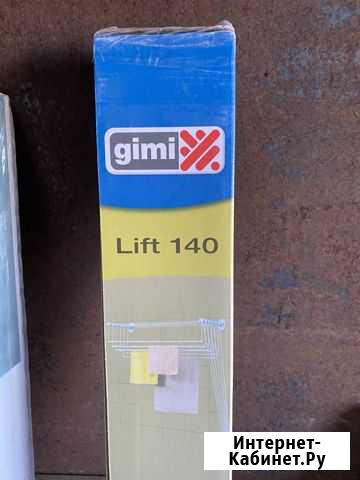 gimi
Lift 140
Интернет-
Кабинет.Ру